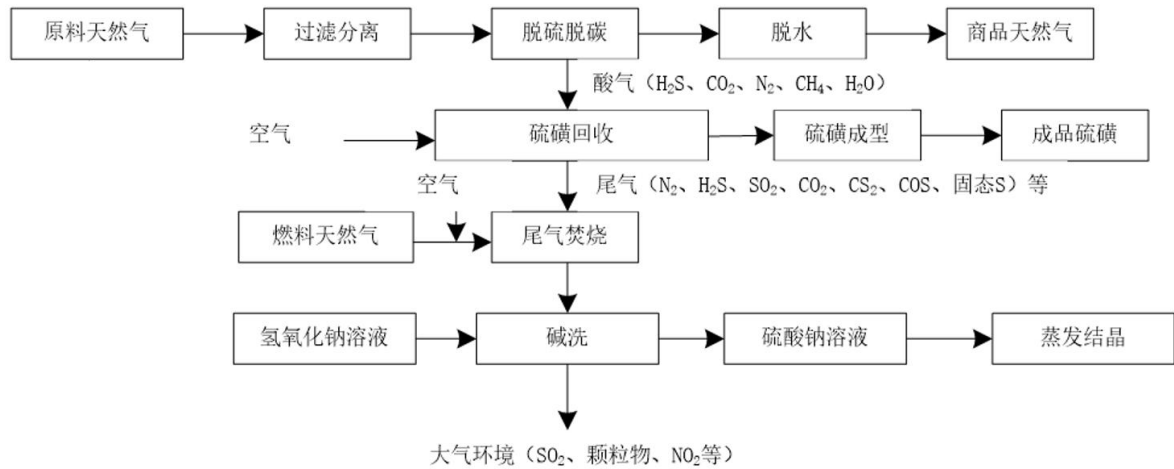 原料天然气 过滤分离 脱硫脱碳 脱水 商品天然气
酸气（H₂S、CO₂、N₂、CH₄、H₂O）
空气 硫磺回收 硫磺成型 成品硫磺
空气 尾气（N₂、H₂S、SO₂、CO₂、CS₂、COS、固态S）等
燃料天然气 尾气焚烧
氢氧化钠溶液 碱洗 硫酸钠溶液 蒸发结晶
大气环境（SO₂、颗粒物、NO₂等）